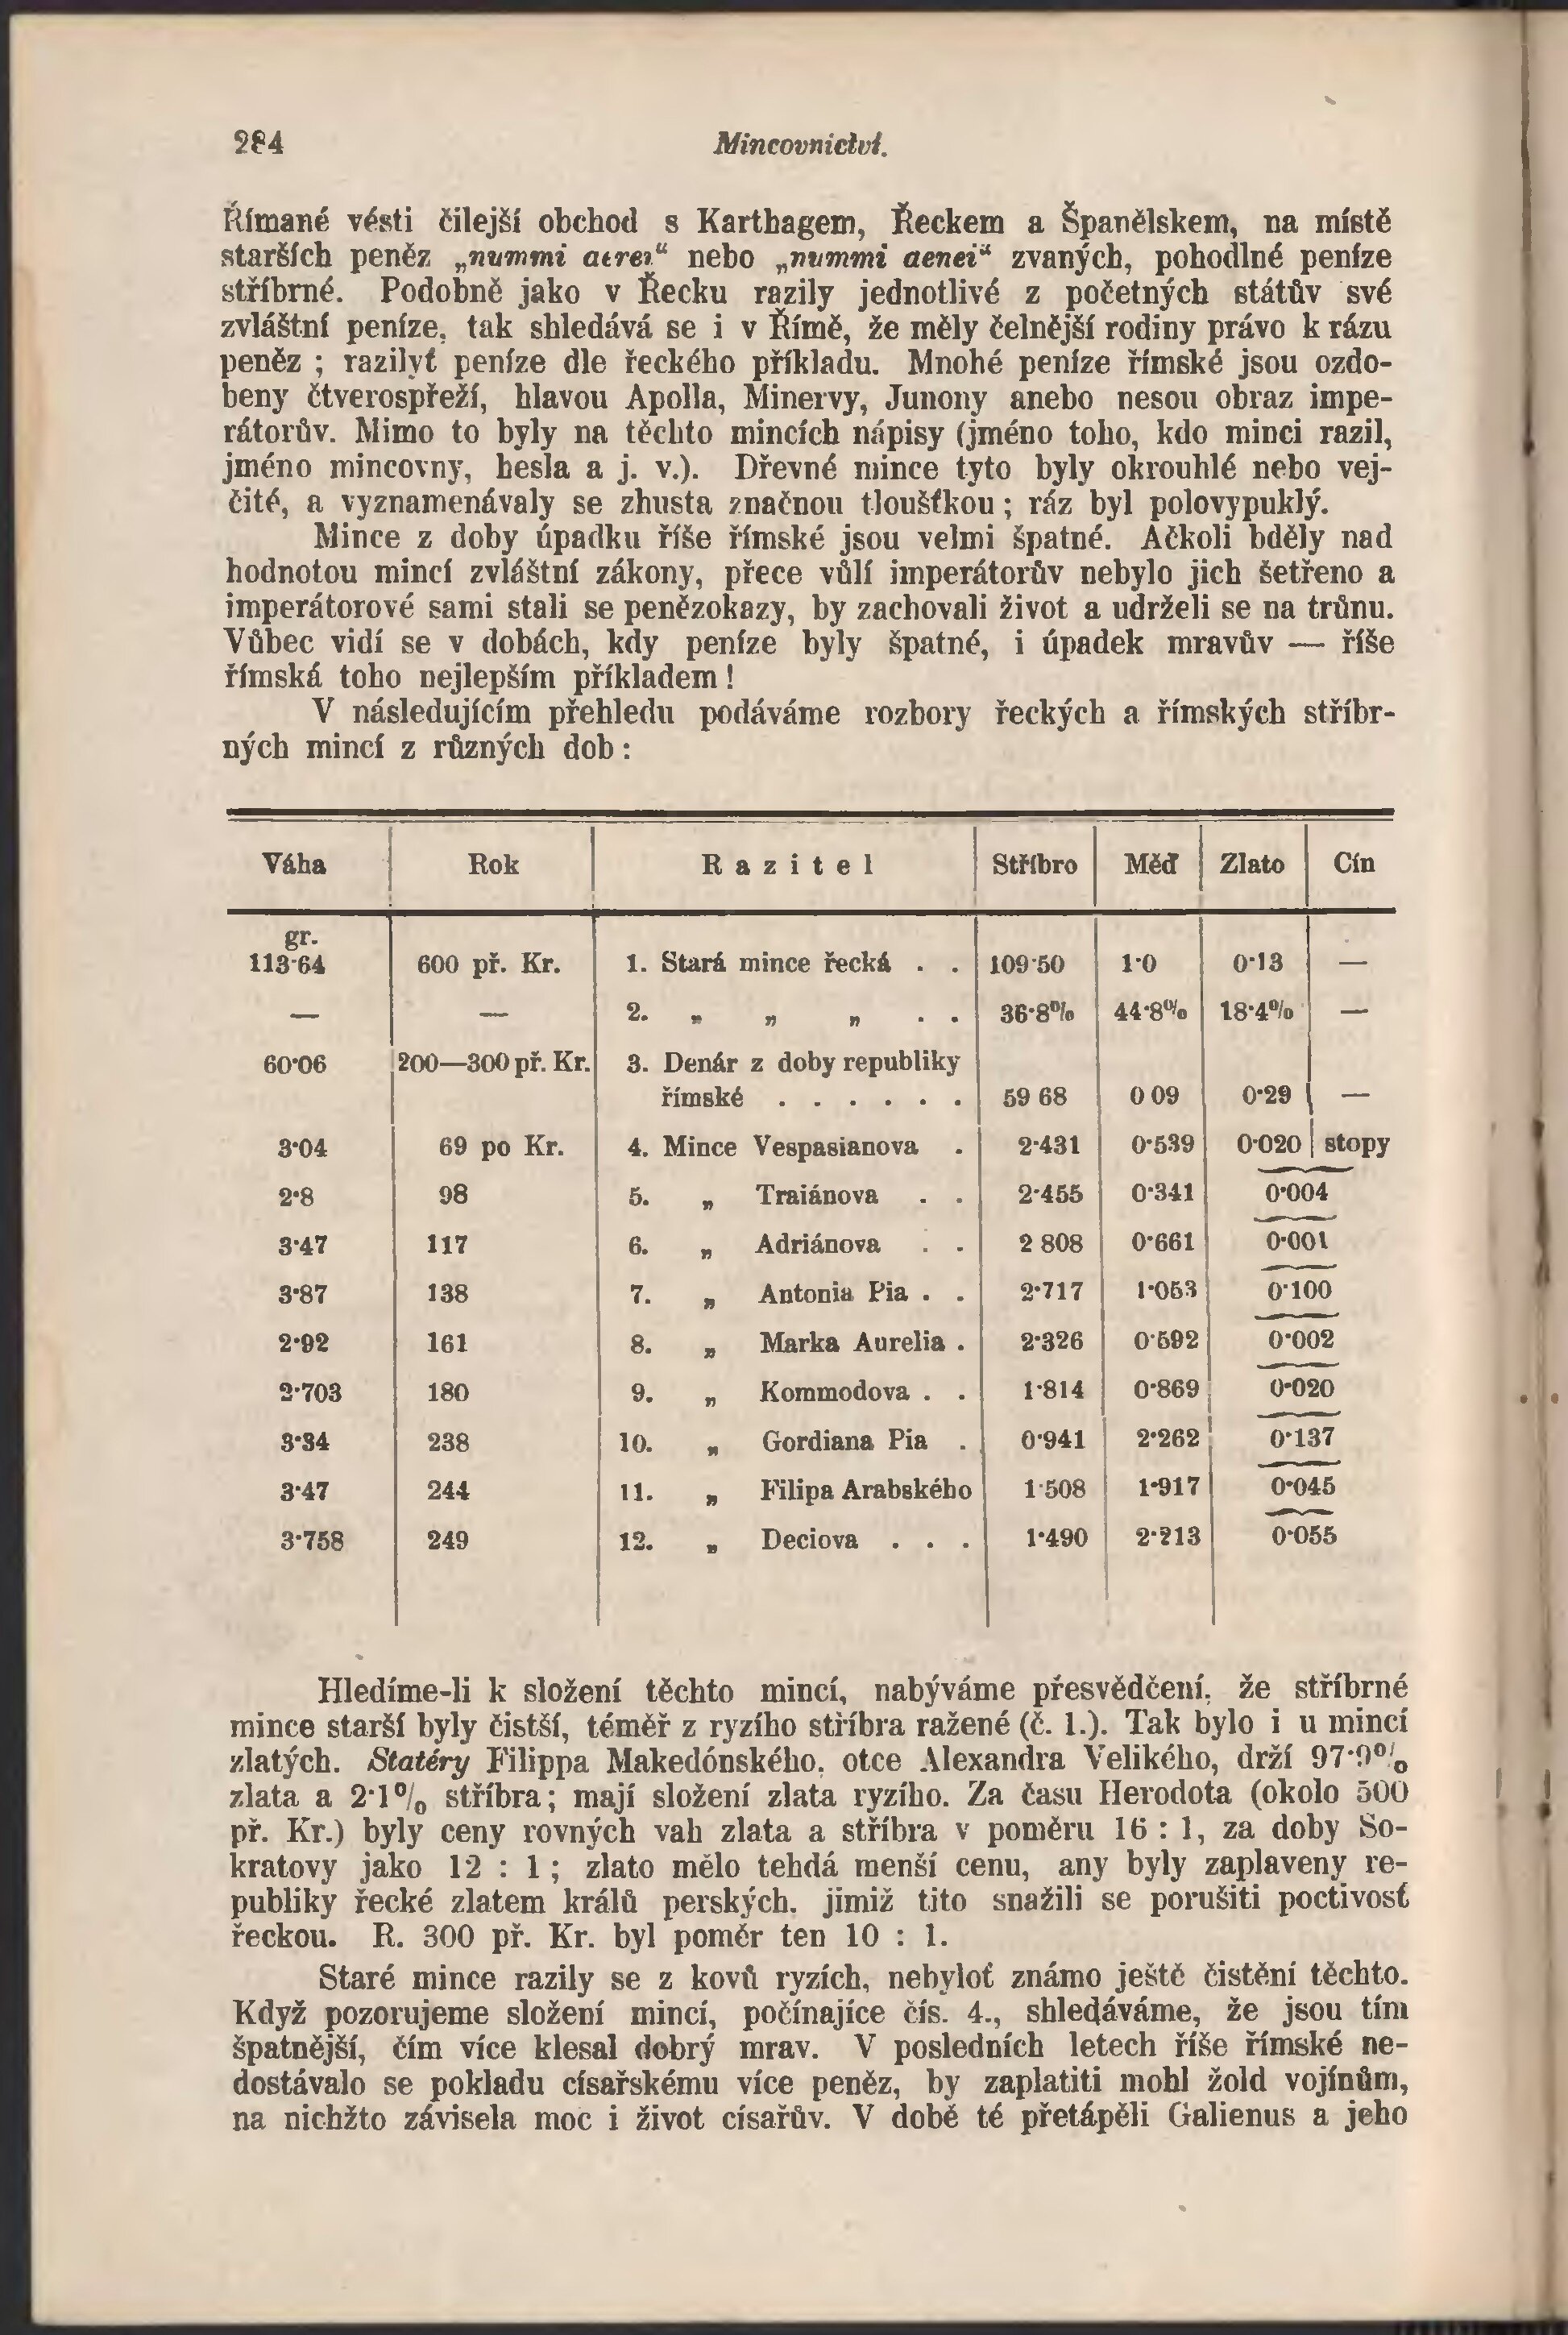 284 Mincovnictví.
Římané vésti čilejší obchod s Karthagem, Řeckem a Španělskem, na místě
starších peněz „nummi aerei“ nebo „nummi aenei“ zvaných, pohodlné peníze
stříbrné. Podobně jako v Řecku razily jednotlivé z početných státův své
zvláštní peníze, tak shledává se i v Římě, že měly čelnější rodiny právo k rázu
peněz ; razilyť peníze dle řeckého příkladu. Mnohé peníze římské jsou ozdo-
beny čtverospřeží, hlavou Apolla, Minervy, Junony anebo nesou obraz impe-
rátorův. Mimo to byly na těchto mincích nápisy (jméno toho, kdo minci razil,
jméno mincovny, hesla a j. v.). Dřevné mince tyto byly okrouhlé nebo vej-
čité, a vyznamenávaly se zhusta značnou tloušťkou ; ráz byl polovypuklý.
Mince z doby úpadku říše římské jsou velmi špatné. Ačkoli bděly nad
hodnotou mincí zvláštní zákony, přece vůlí imperátorův nebylo jich šetřeno a
imperátorové sami stali se penězokazy, by zachovali život a udrželi se na trůnu.
Vůbec vidí se v dobách, kdy peníze byly špatné, i úpadek mravův — říše
římská toho nejlepším příkladem !
V následujícím přehledu podáváme rozbory řeckých a římských stříbr-
ných mincí z různých dob :
Váha Rok Razitel Stříbro Měď Zlato Cín
gr.
113·64 600 př. Kr. 1. Stará mince řecká . . 109·50 1·0 0·13 —
— — 2. „ „ „ . . 36·8% 44·8% 18·4% —
60·06 200—300 př. Kr. 3. Denár z doby republiky
římské . . . . . . 59 68 0 09 0·29 —
3·04 69 po Kr. 4. Mince Vespasianova . 2·431 0·539 0·020 stopy
2·8 98 5. „ Traiánova . . 2·455 0·341 0·004
3·47 117 6. „ Adriánova . . 2 808 0·661 0·001
3·87 138 7. „ Antonia Pia . . 2·717 1·053 0·100
2·92 161 8. „ Marka Aurelia . 2·326 0·592 0·002
2·703 180 9. „ Kommodova . . 1·814 0·869 0·020
3·34 238 10. „ Gordiana Pia . 0·941 2·262 0·137
3·47 244 11. „ Filipa Arabského 1·508 1·917 0·045
3·758 249 12. „ Deciova . . . 1·490 2·213 0·055
Hledíme-li k složení těchto mincí, nabýváme přesvědčení, že stříbrné
mince starší byly čistší, téměř z ryzího stříbra ražené (č. 1.). Tak bylo i u mincí
zlatých. Statéry Filippa Makedónského, otce Alexandra Velikého, drží 97·9%
zlata a 2·1% stříbra ; mají složení zlata ryzího. Za času Herodota (okolo 500
př. Kr.) byly ceny rovných vah zlata a stříbra v poměru 16 : 1, za doby So-
kratovy jako 12 : 1 ; zlato mělo tehdá menší cenu, any byly zaplaveny re-
publiky řecké zlatem králů perských, jimiž tito snažili se porušiti poctivosť
řeckou. R. 300 př. Kr. byl poměr ten 10 : 1.
Staré mince razily se z kovů ryzích, nebyloť známo ještě čistění těchto.
Když pozorujeme složení mincí, počínajíce čís. 4., shledáváme, že jsou tím
špatnější, čím více klesal dobrý mrav. V posledních letech říše římské ne-
dostávalo se pokladu císařskému více peněz, by zaplatiti mohl žold vojínům,
na nichžto závisela moc i život císařův. V době té přetápěli Galienus a jeho